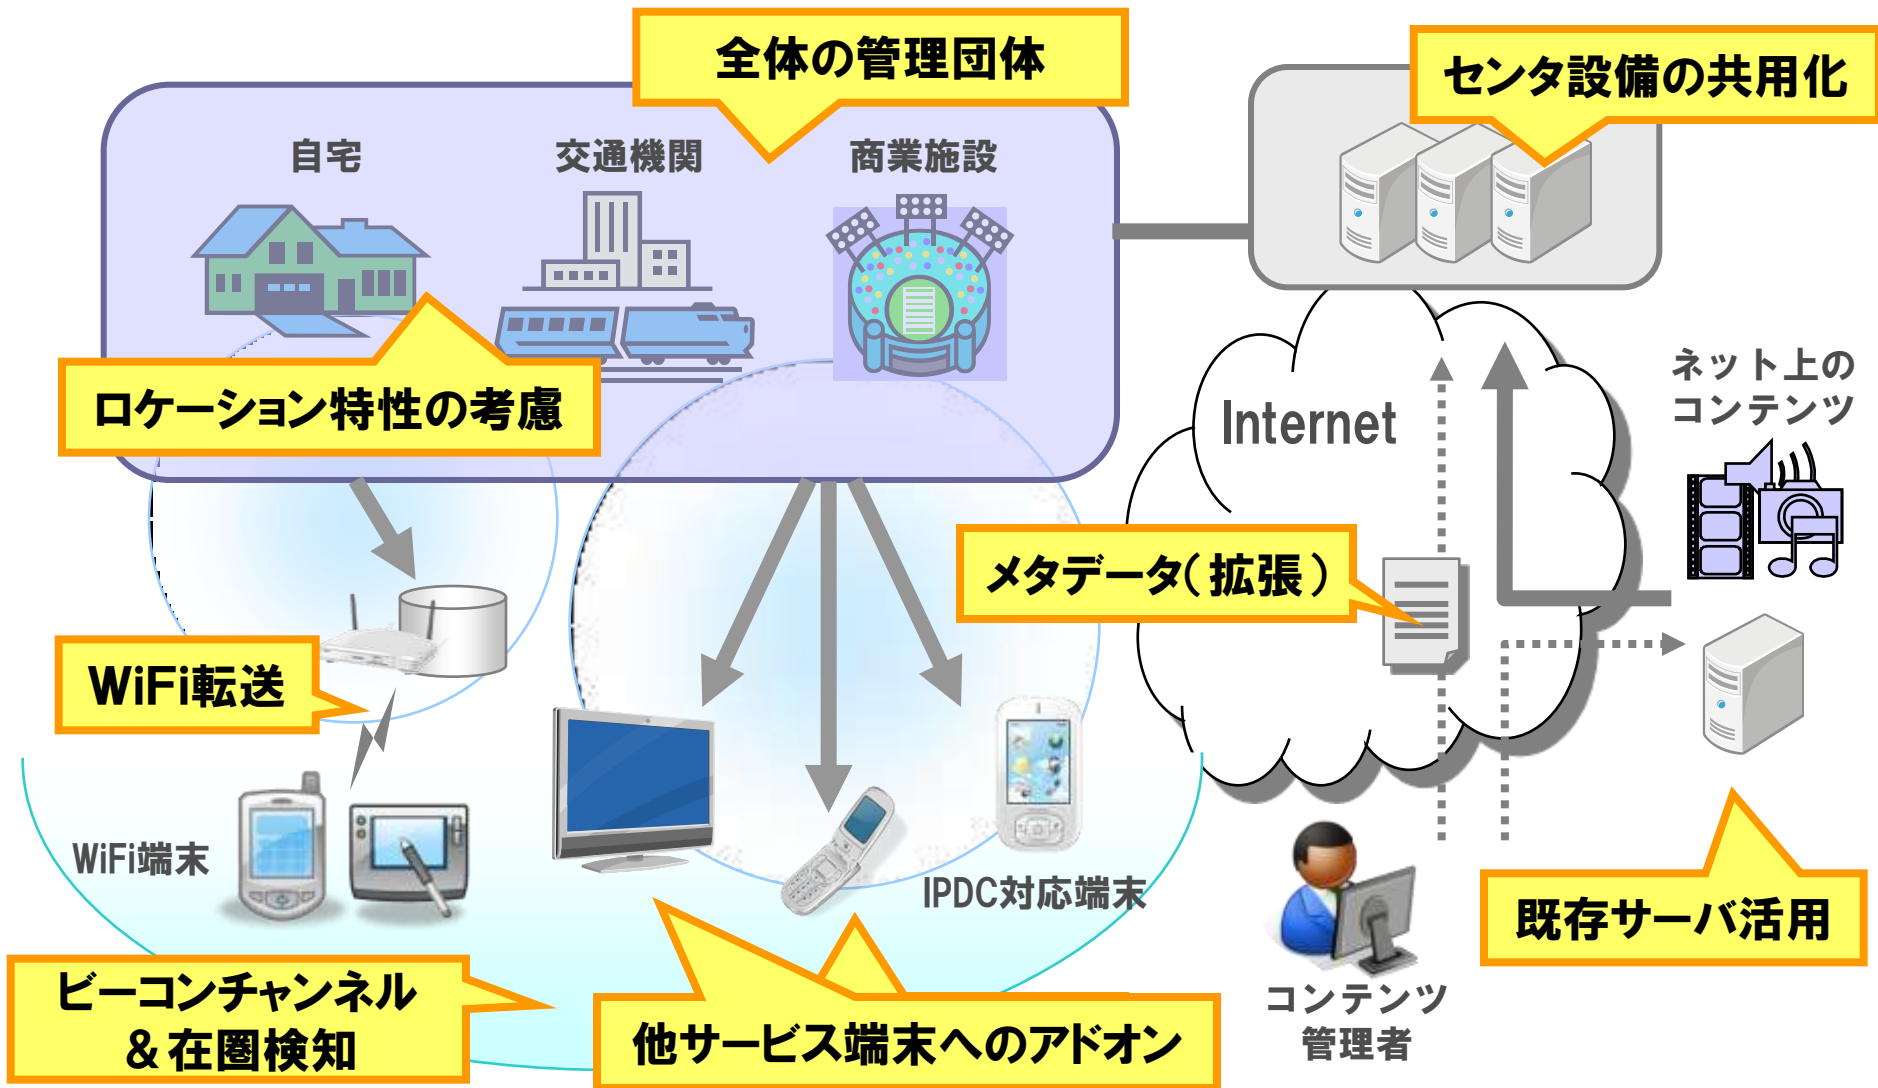 全体の管理団体
センタ設備の共用化
自宅
交通機関
商業施設
ロケーション特性の考慮
Internet
ネット上の
コンテンツ
メタデータ(拡張)
WiFi転送
WiFi端末
IPDC対応端末
既存サーバ活用
ビーコンチャンネル
&在圏検知
他サービス端末へのアドオン
コンテンツ
管理者